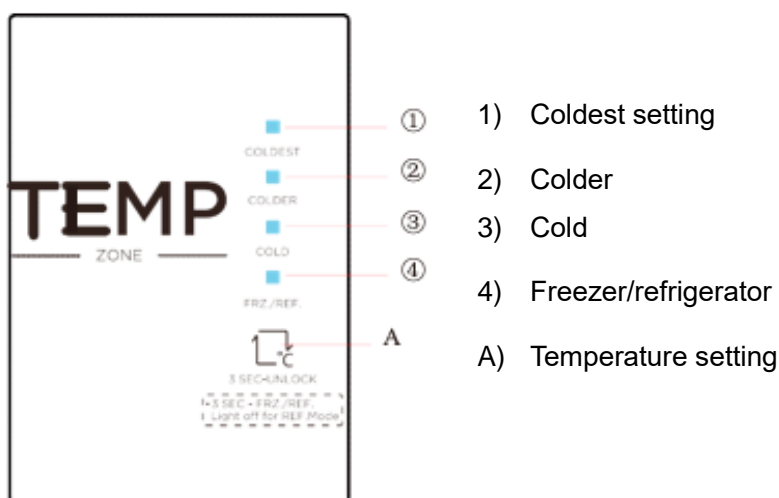 COLDEST
COLDER
COLD
FRZ./REF.
TEMP
ZONE
°C
3 SEC-UNLOCK
+3 SEC - FRZ./REF.
Light off for REF.Mode
①
②
③
④
A
1) Coldest setting
2) Colder
3) Cold
4) Freezer/refrigerator
A) Temperature setting